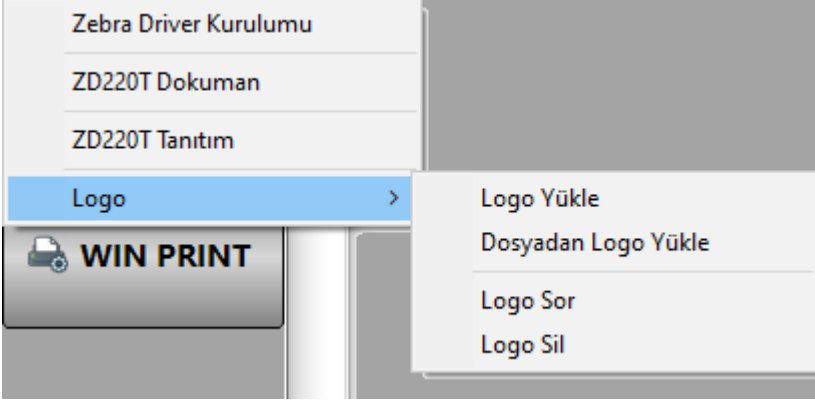 Zebra Driver Kurulumu
ZD220T Dokuman
ZD220T Tanıtım
Logo
Logo Yükle
Dosyadan Logo Yükle
Logo Sor
Logo Sil
WIN PRINT